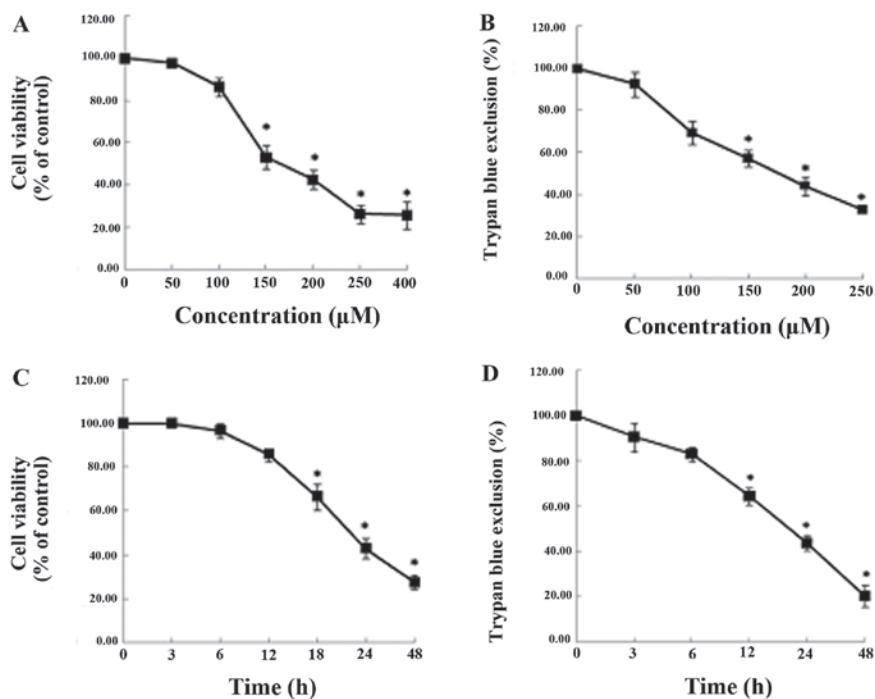 A
Cell viability
(% of control)
120.00
100.00
80.00
60.00
40.00
20.00
0.00
* * * *
0 50 100 150 200 250 400
Concentration (μM)
B
Trypan blue exclusion (%)
120.00
100.00
80.00
60.00
40.00
20.00
0.00
* * *
0 50 100 150 200 250
Concentration (μM)
C
Cell viability
(% of control)
120.00
100.00
80.00
60.00
40.00
20.00
0.00
* * *
0 3 6 12 18 24 48
Time (h)
D
Trypan blue exclusion (%)
120.00
100.00
80.00
60.00
40.00
20.00
0.00
* * *
0 3 6 12 24 48
Time (h)